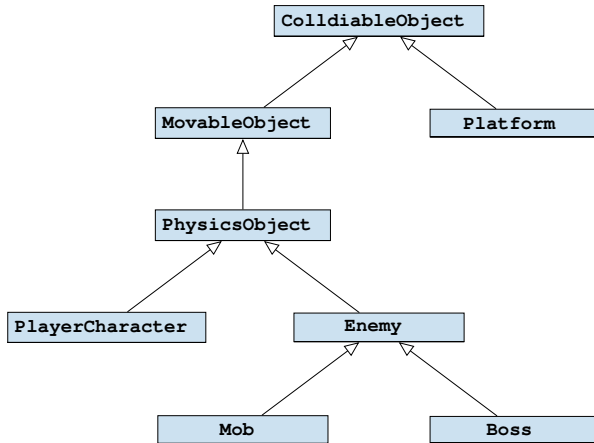 ColldiableObject
MovableObject
Platform
PhysicsObject
PlayerCharacter
Enemy
Mob
Boss